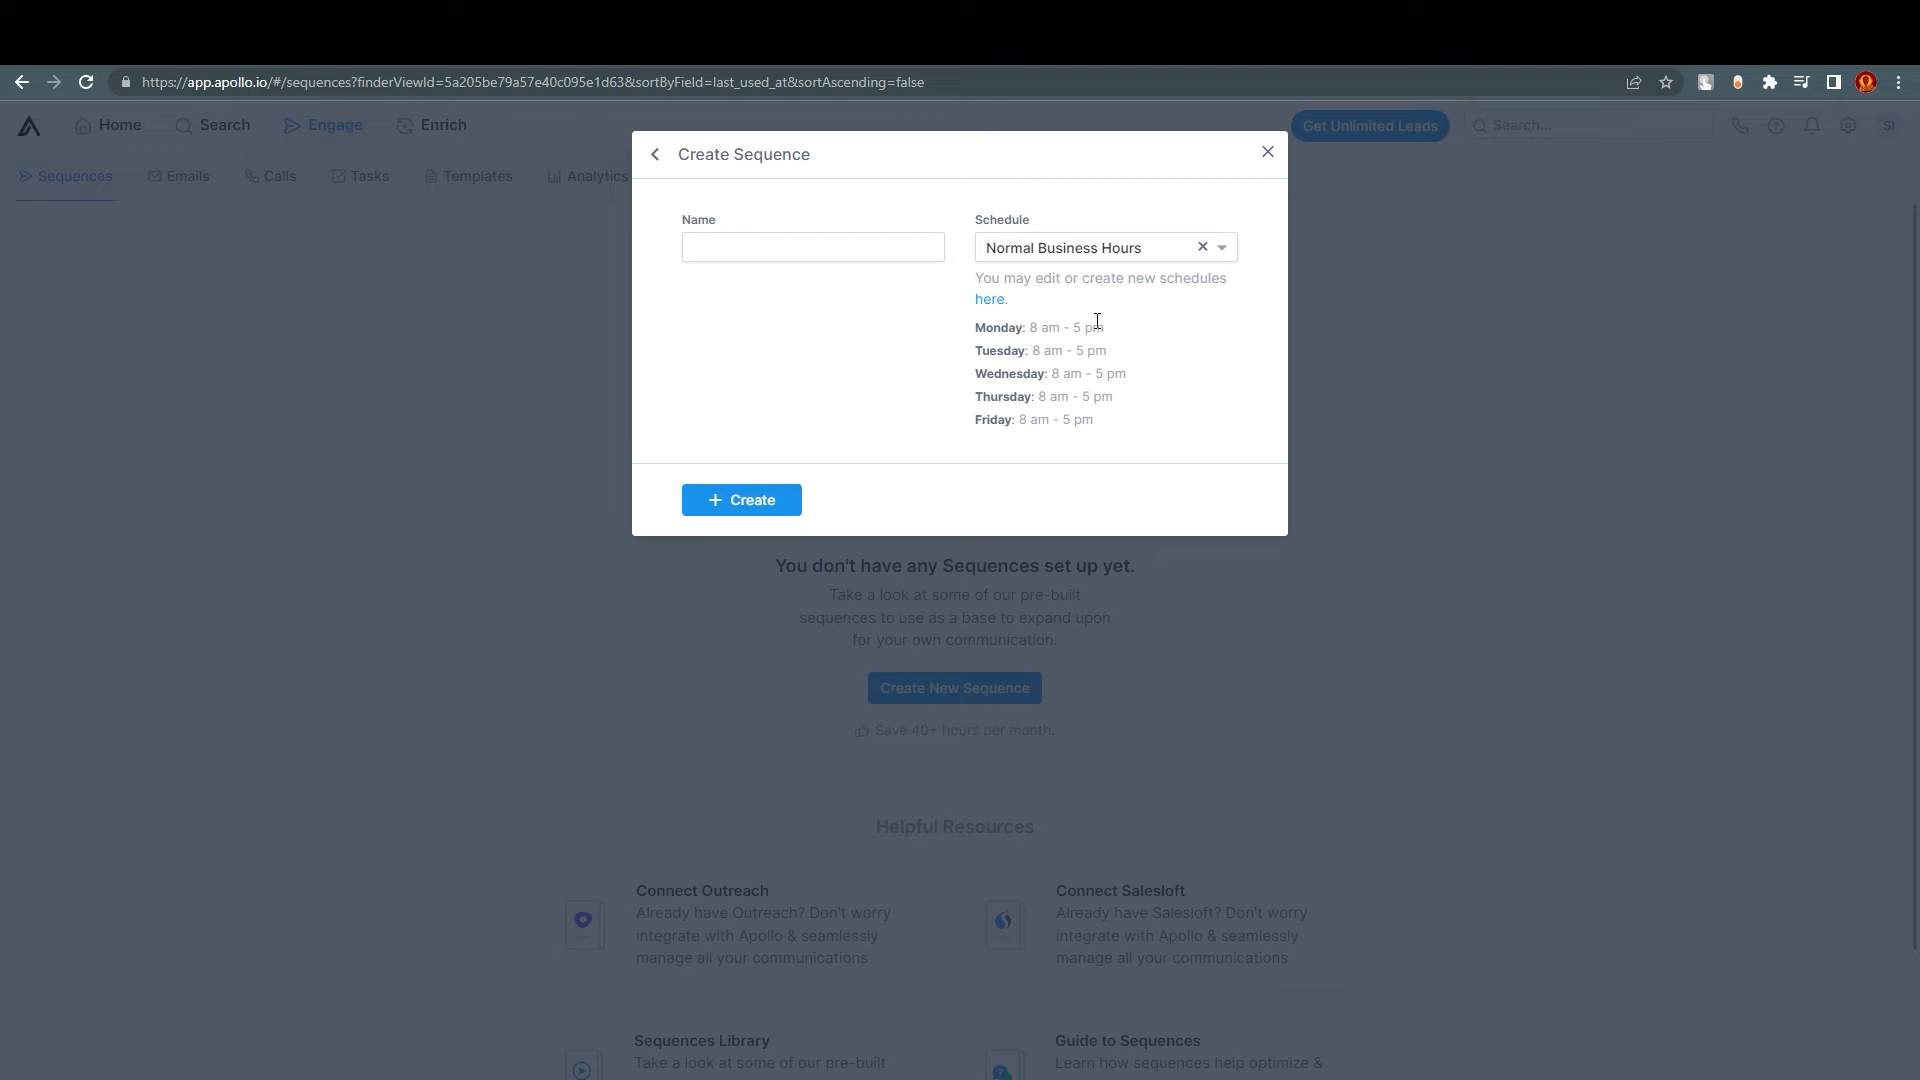 https://app.apollo.io/#/sequences?finderViewId=5a205be79a57e40c095e1d63&sortByField=last_used_at&sortAscending=false
Home Search Engage Enrich
Get Unlimited Leads
Search...
SI
Sequences Emails Calls Tasks Templates Analytics
Create Sequence
Name
Schedule
Normal Business Hours
You may edit or create new schedules
here.
Monday: 8 am - 5 pm
Tuesday: 8 am - 5 pm
Wednesday: 8 am - 5 pm
Thursday: 8 am - 5 pm
Friday: 8 am - 5 pm
+ Create
You don't have any Sequences set up yet.
Take a look at some of our pre-built
sequences to use as a base to expand upon
for your own communication.
Create New Sequence
Save 40+ hours per month.
Helpful Resources
Connect Outreach
Already have Outreach? Don't worry
integrate with Apollo & seamlessly
manage all your communications
Connect Salesloft
Already have Salesloft? Don't worry
integrate with Apollo & seamlessly
manage all your communications
Sequences Library
Take a look at some of our pre-built
Guide to Sequences
Learn how sequences help optimize &